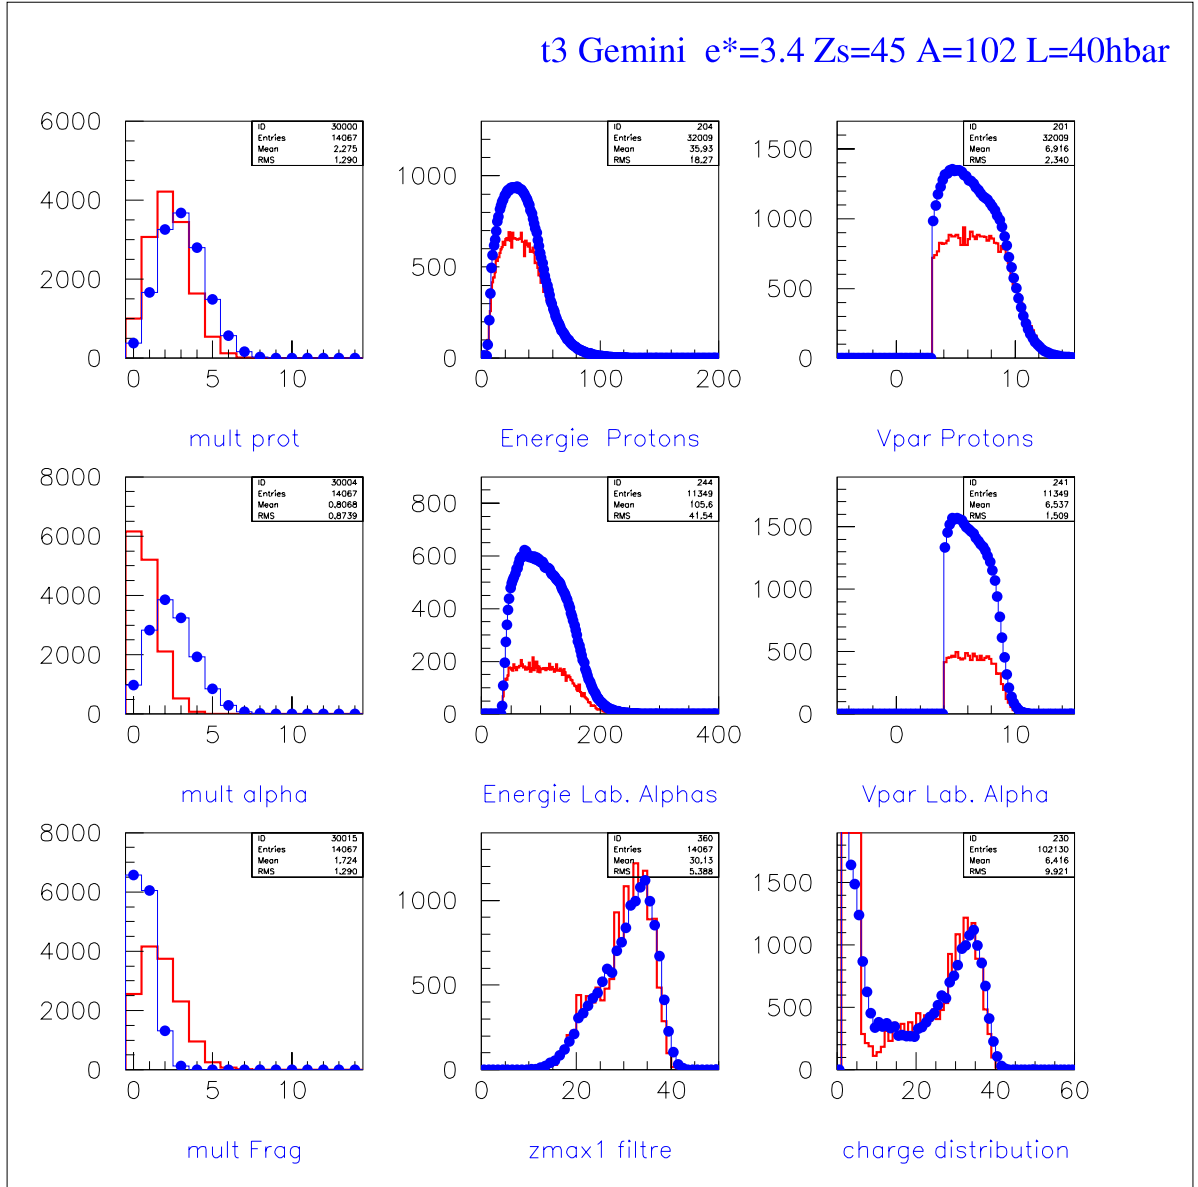 t3 Gemini e*=3.4 Zs=45 A=102 L=40hbar
ID 30000
Entries 14067
Mean 2.275
RMS 1.290
6000
4000
2000
0
0 5 10
mult prot
ID 204
Entries 32009
Mean 35.93
RMS 18.27
1000
500
0
0 100 200
Energie Protons
ID 201
Entries 32009
Mean 6.916
RMS 2.340
1500
1000
500
0
0 10
Vpar Protons
ID 30004
Entries 14067
Mean 0.8068
RMS 0.8739
8000
6000
4000
2000
0
0 5 10
mult alpha
ID 244
Entries 11349
Mean 105.6
RMS 41.54
800
600
400
200
0
0 200 400
Energie Lab. Alphas
ID 241
Entries 11349
Mean 6.537
RMS 1.509
1500
1000
500
0
0 10
Vpar Lab. Alpha
ID 30015
Entries 14067
Mean 1.724
RMS 1.290
8000
6000
4000
2000
0
0 5 10
mult Frag
ID 360
Entries 14067
Mean 30.13
RMS 5.388
1000
500
0
0 20 40
zmax1 filtre
ID 230
Entries 102130
Mean 6.416
RMS 9.921
1500
1000
500
0
0 20 40 60
charge distribution